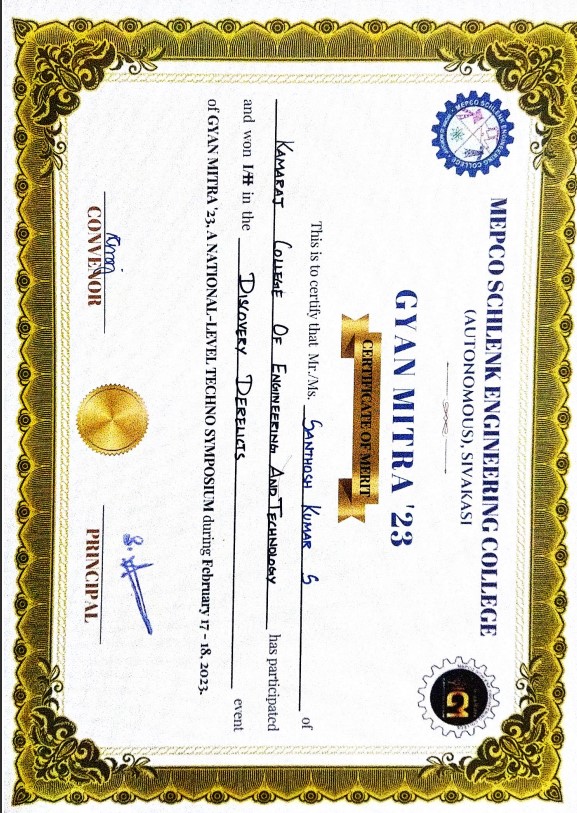 MEPCO SCHLENK ENGINEERING COLLEGE
(AUTONOMOUS), SIVAKASI
GYAN MITRA '23
CERTIFICATE OF MERIT
This is to certify that Mr./Ms. SANTHOSH KUMAR S of
KAMARAJ COLLEGE OF ENGINEERING AND TECHNOLOGY has participated
and won I/II in the DISCOVERY DERELICTS event
of GYAN MITRA '23, A NATIONAL-LEVEL TECHNO SYMPOSIUM during February 17 - 18, 2023.
CONVENOR
PRINCIPAL